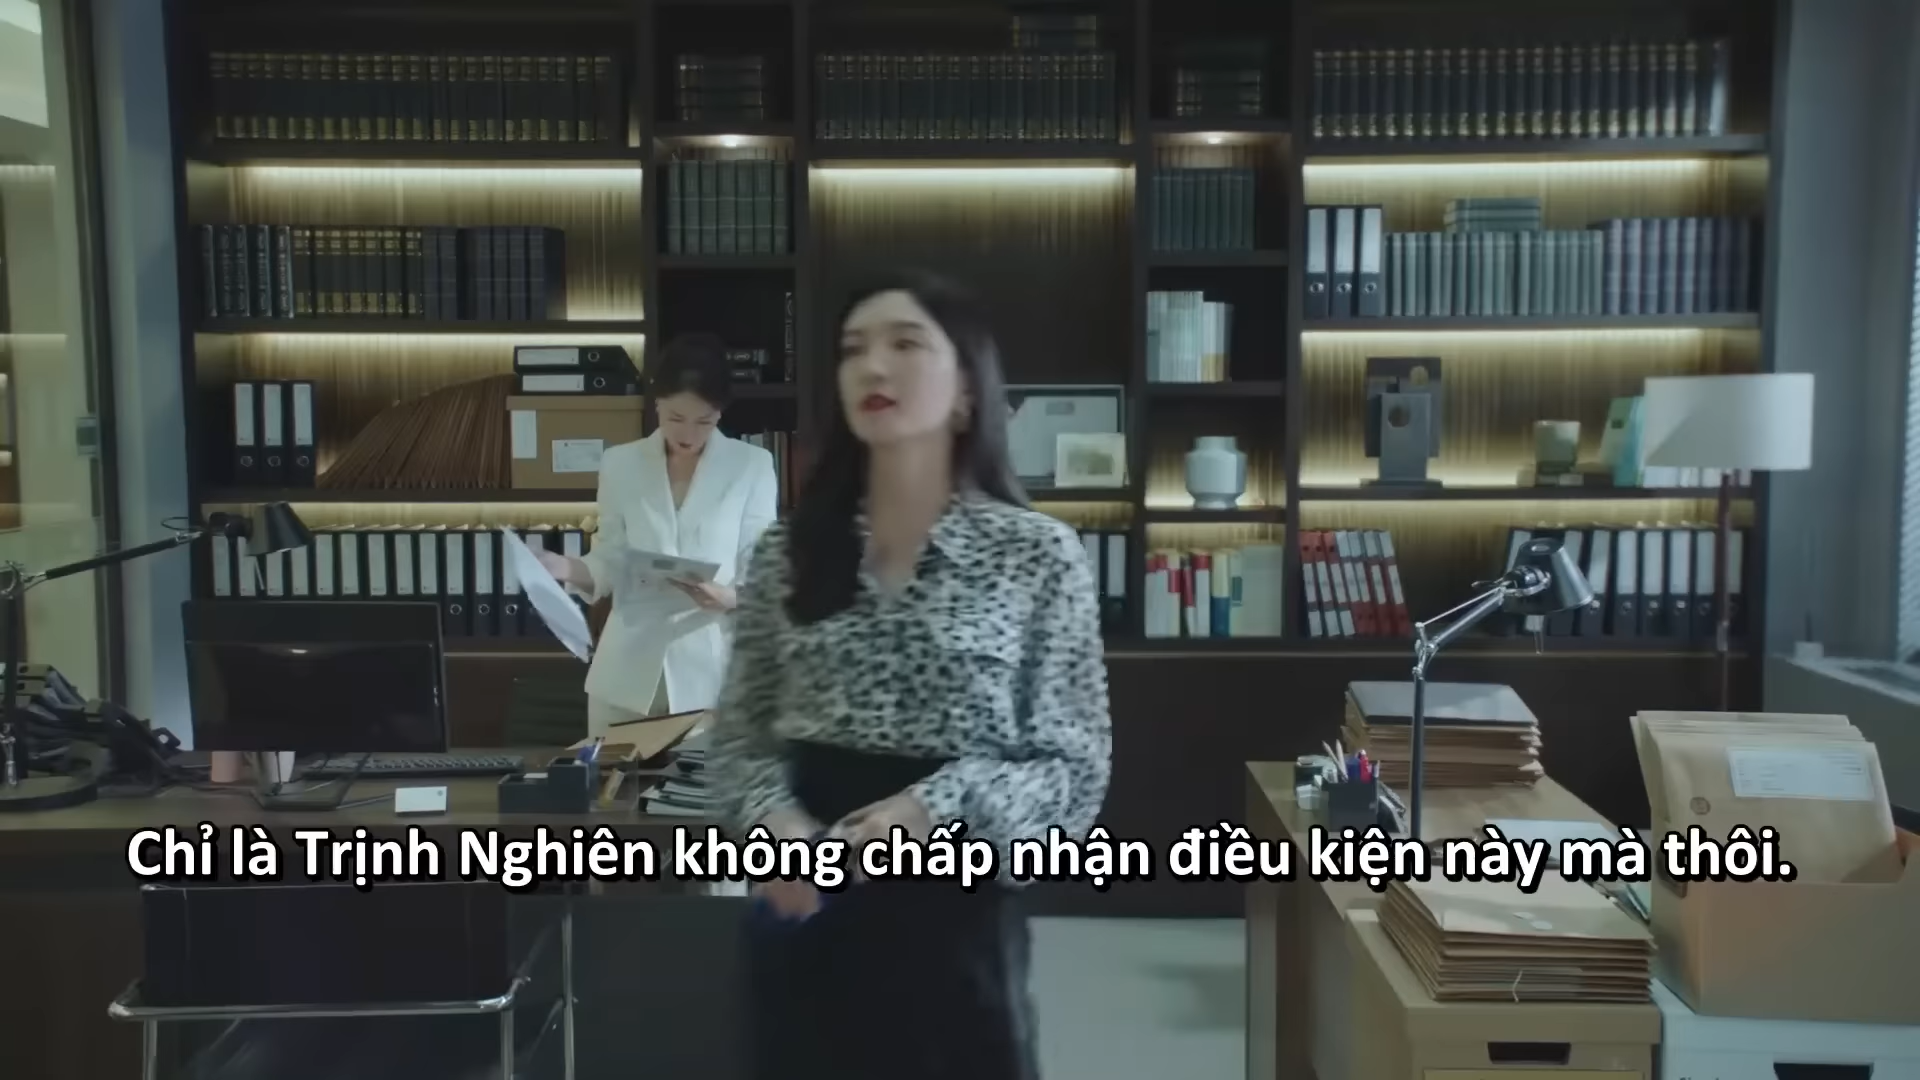 Chỉ là Trịnh Nghiên không chấp nhận điều kiện này mà thôi.